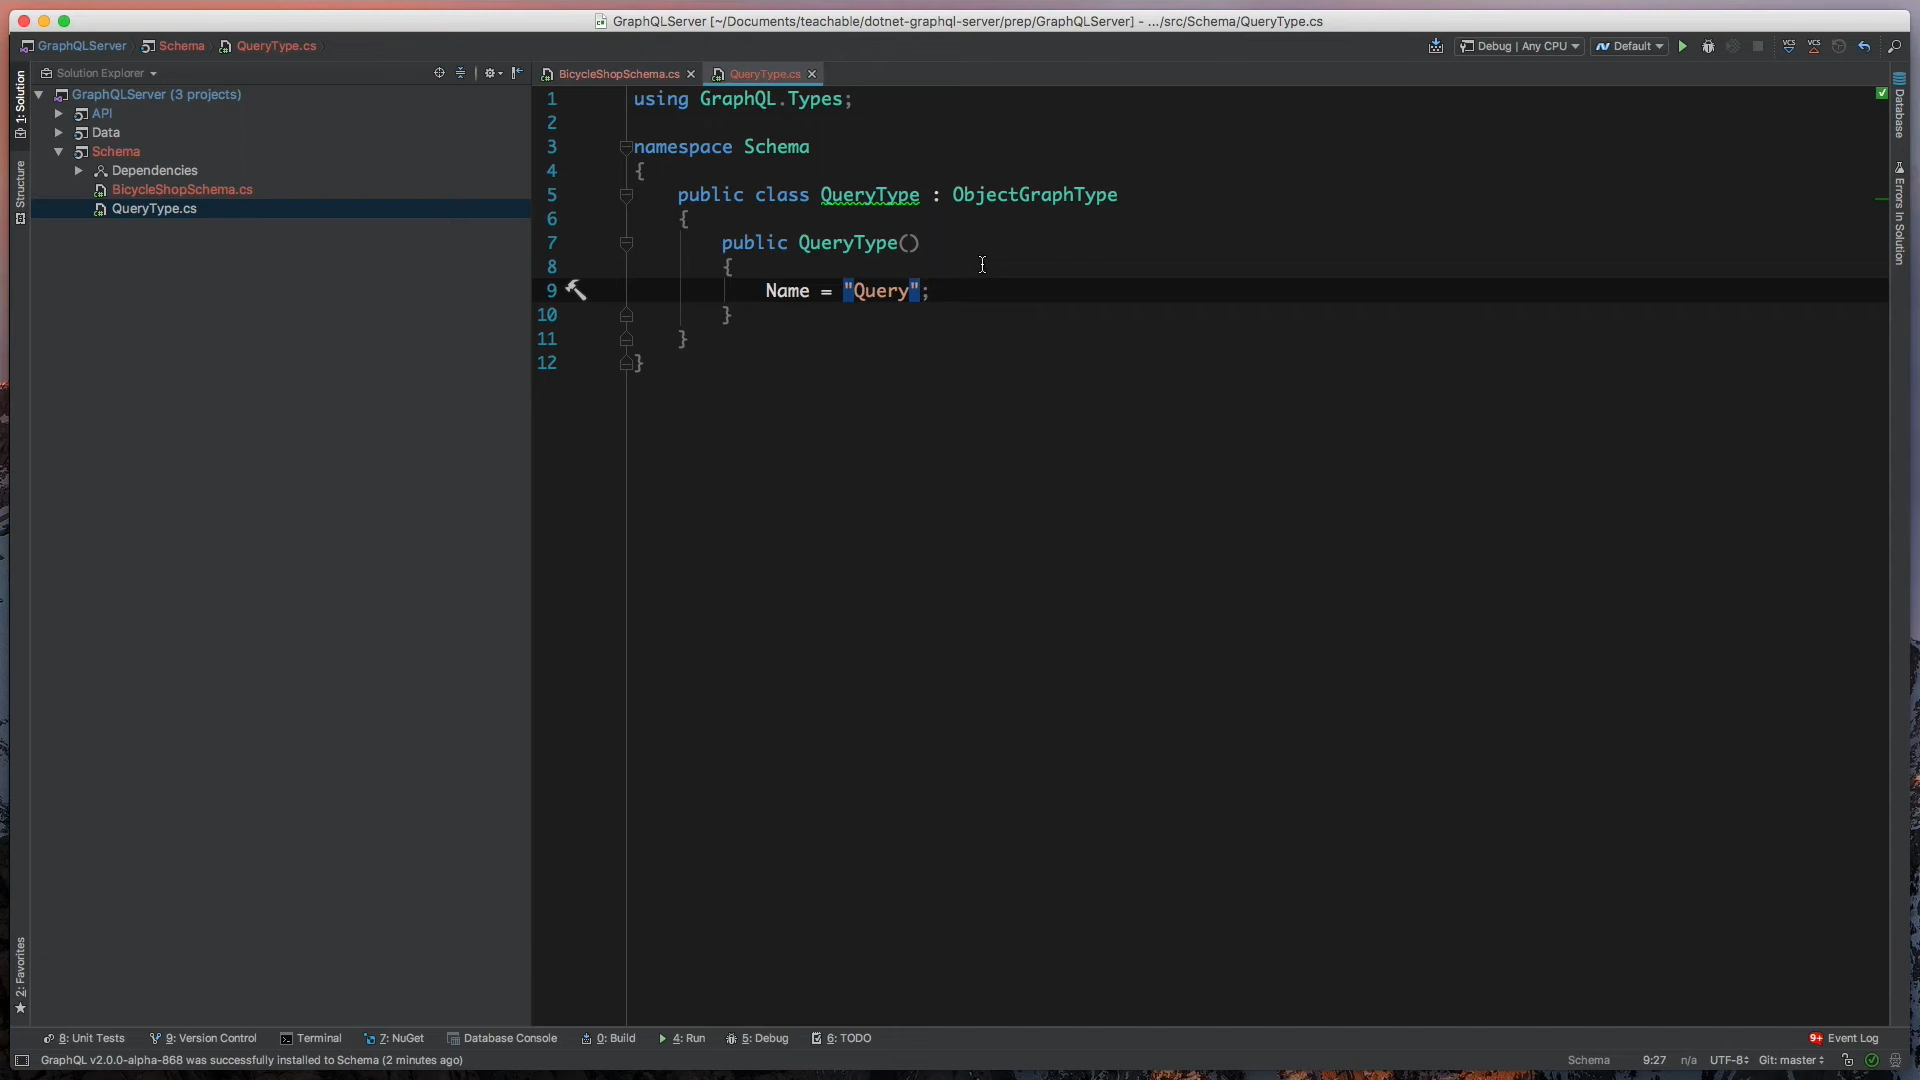 GraphQLServer [~/Documents/teachable/dotnet-graphql-server/prep/GraphQLServer] - .../src/Schema/QueryType.cs
GraphQLServer Schema QueryType.cs
Debug | Any CPU Default VCS VCS
1: Solution
Structure
2: Favorites
Solution Explorer
GraphQLServer (3 projects)
API
Data
Schema
Dependencies
BicycleShopSchema.cs
QueryType.cs
BicycleShopSchema.cs QueryType.cs
1 using GraphQL.Types;
2
3 namespace Schema
4 {
5 public class QueryType : ObjectGraphType
6 {
7 public QueryType()
8 {
9 Name = "Query";
10 }
11 }
12 }
Database
Errors In Solution
8: Unit Tests 9: Version Control Terminal 7: NuGet Database Console 0: Build 4: Run 5: Debug 6: TODO 9+ Event Log
GraphQL v2.0.0-alpha-868 was successfully installed to Schema (2 minutes ago) Schema 9:27 n/a UTF-8 Git: master